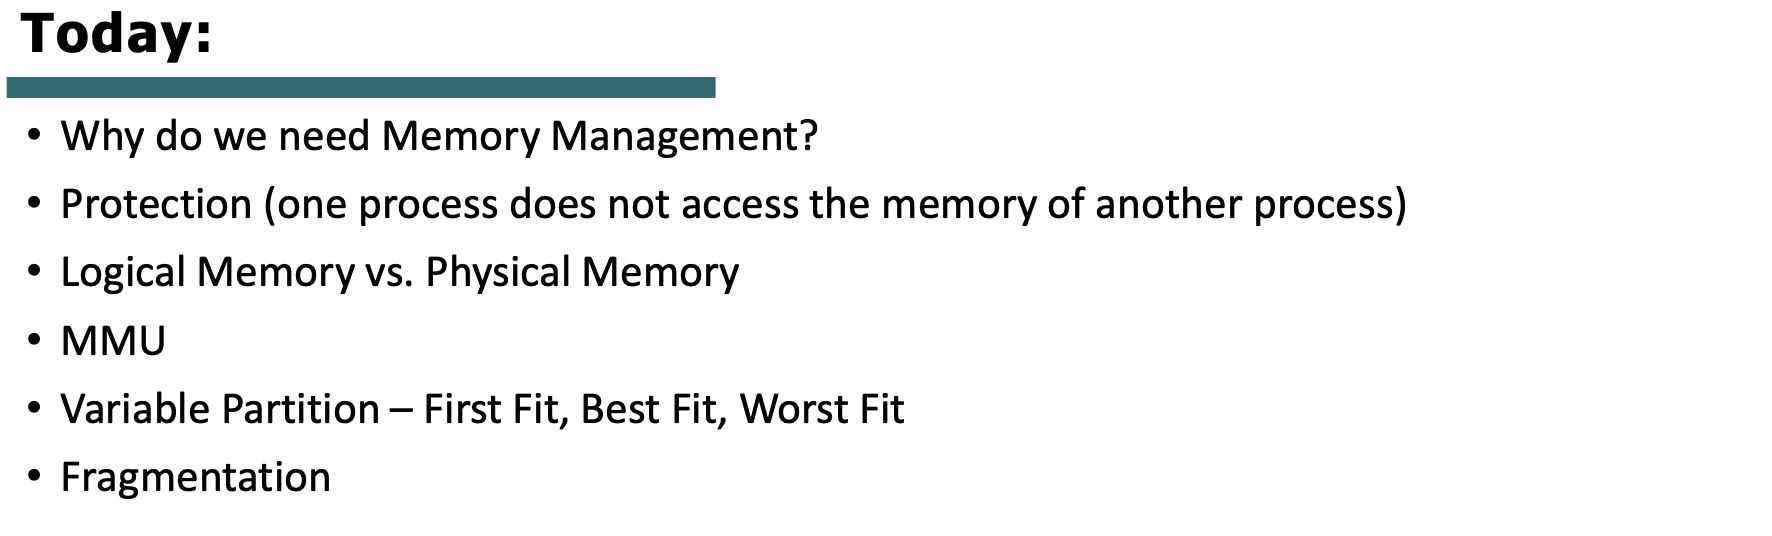 Today:
• Why do we need Memory Management?
• Protection (one process does not access the memory of another process)
• Logical Memory vs. Physical Memory
• MMU
• Variable Partition – First Fit, Best Fit, Worst Fit
• Fragmentation